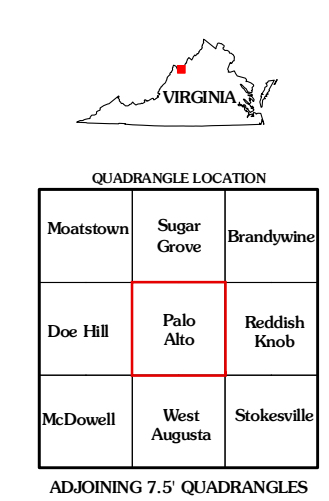 VIRGINIA
QUADRANGLE LOCATION
Moatstown
Sugar
Grove
Brandywine
Doe Hill
Palo
Alto
Reddish
Knob
McDowell
West
Augusta
Stokesville
ADJOINING 7.5' QUADRANGLES